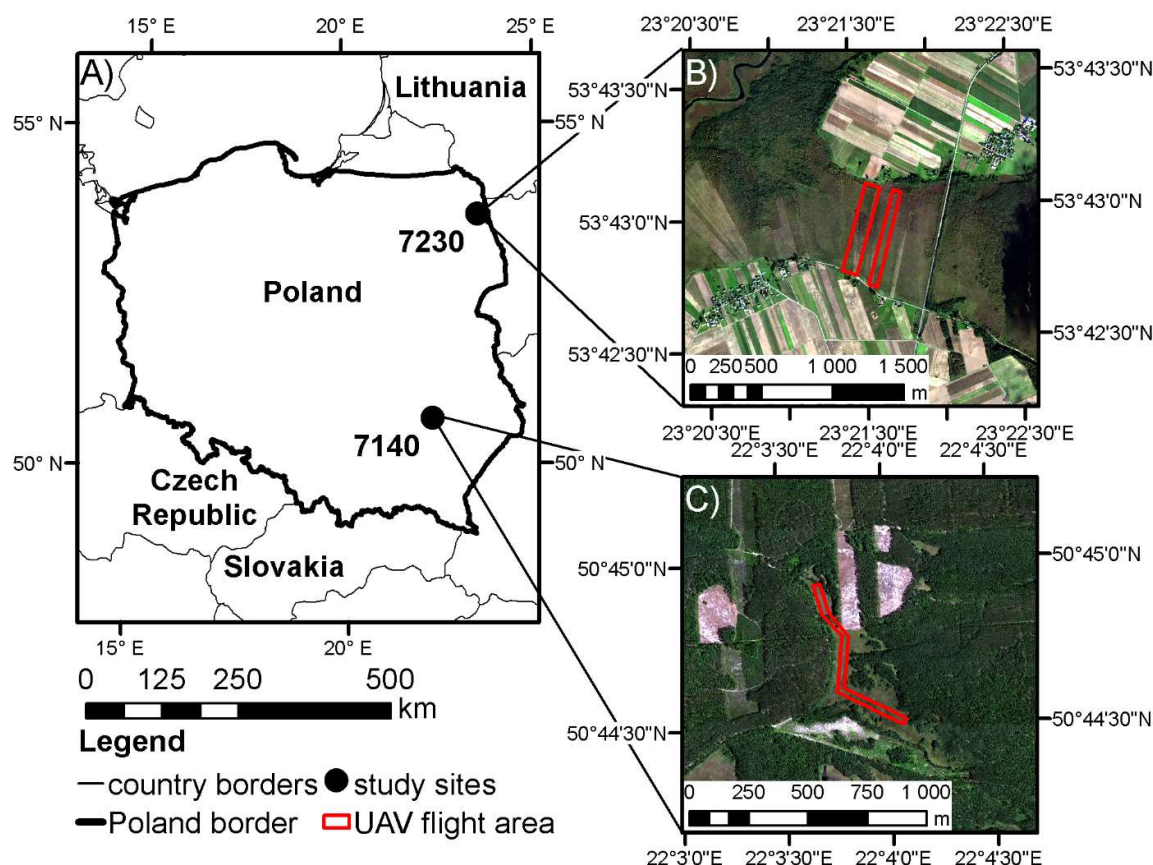 15° E
20° E
25° E
A)
Lithuania
55° N
55° N
7230
Poland
7140
50° N
50° N
Czech
Republic
Slovakia
15° E
20° E
0 125 250 500
km
Legend
country borders
study sites
Poland border
UAV flight area
23°20'30"E 23°21'30"E 23°22'30"E
B)
53°43'30"N
53°43'30"N
53°43'0"N
53°43'0"N
53°42'30"N
53°42'30"N
0 250 500 1 000 1 500
m
23°20'30"E 23°21'30"E 23°22'30"E
22°3'30"E 22°4'0"E 22°4'30"E
C)
50°45'0"N
50°45'0"N
50°44'30"N
50°44'30"N
0 250 500 750 1 000
m
22°3'0"E 22°3'30"E 22°4'0"E 22°4'30"E